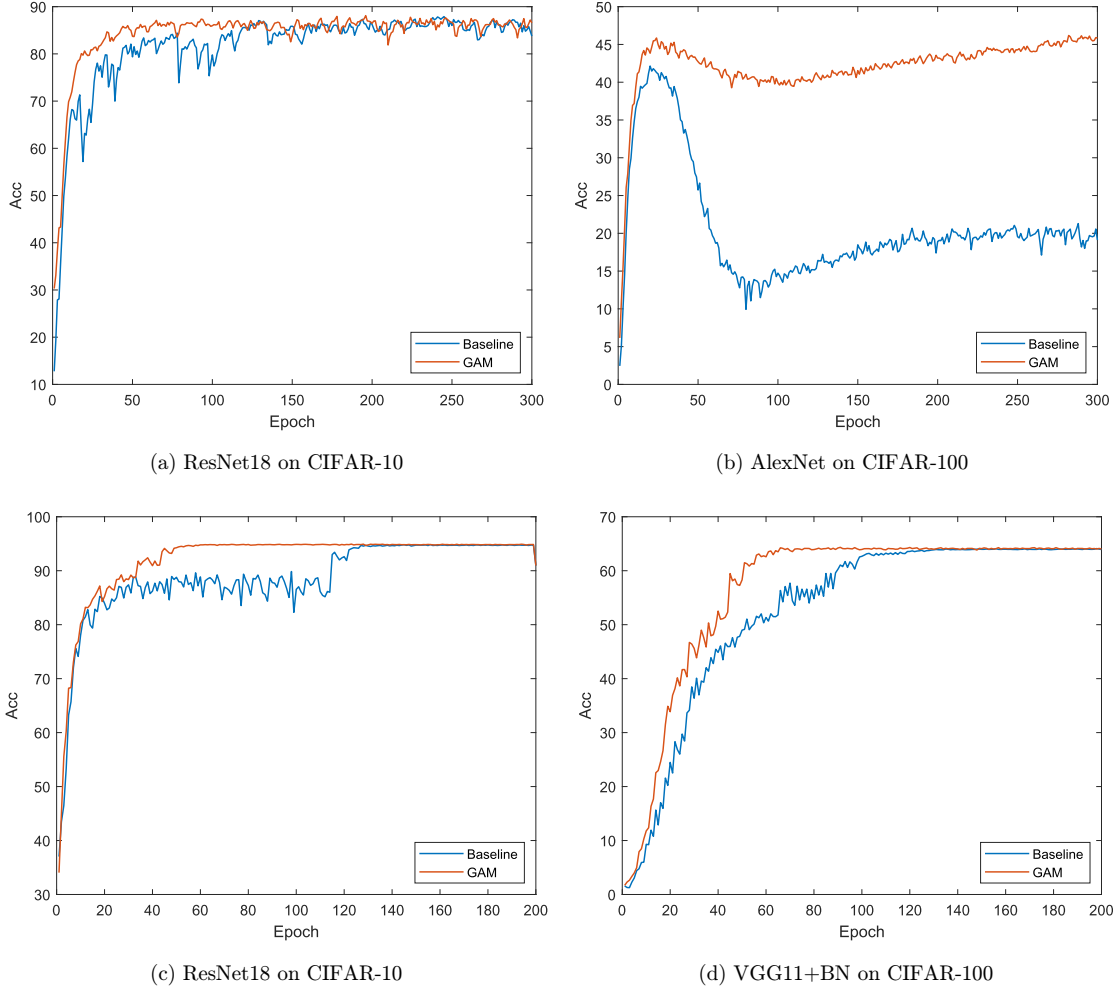 90
80
70
60
50
40
30
20
10
Acc
0 50 100 150 200 250 300
Epoch
Baseline
GAM
(a) ResNet18 on CIFAR-10
50
45
40
35
30
25
20
15
10
5
0
Acc
0 50 100 150 200 250 300
Epoch
Baseline
GAM
(b) AlexNet on CIFAR-100
100
90
80
70
60
50
40
30
Acc
0 20 40 60 80 100 120 140 160 180 200
Epoch
Baseline
GAM
(c) ResNet18 on CIFAR-10
70
60
50
40
30
20
10
0
Acc
0 20 40 60 80 100 120 140 160 180 200
Epoch
Baseline
GAM
(d) VGG11+BN on CIFAR-100